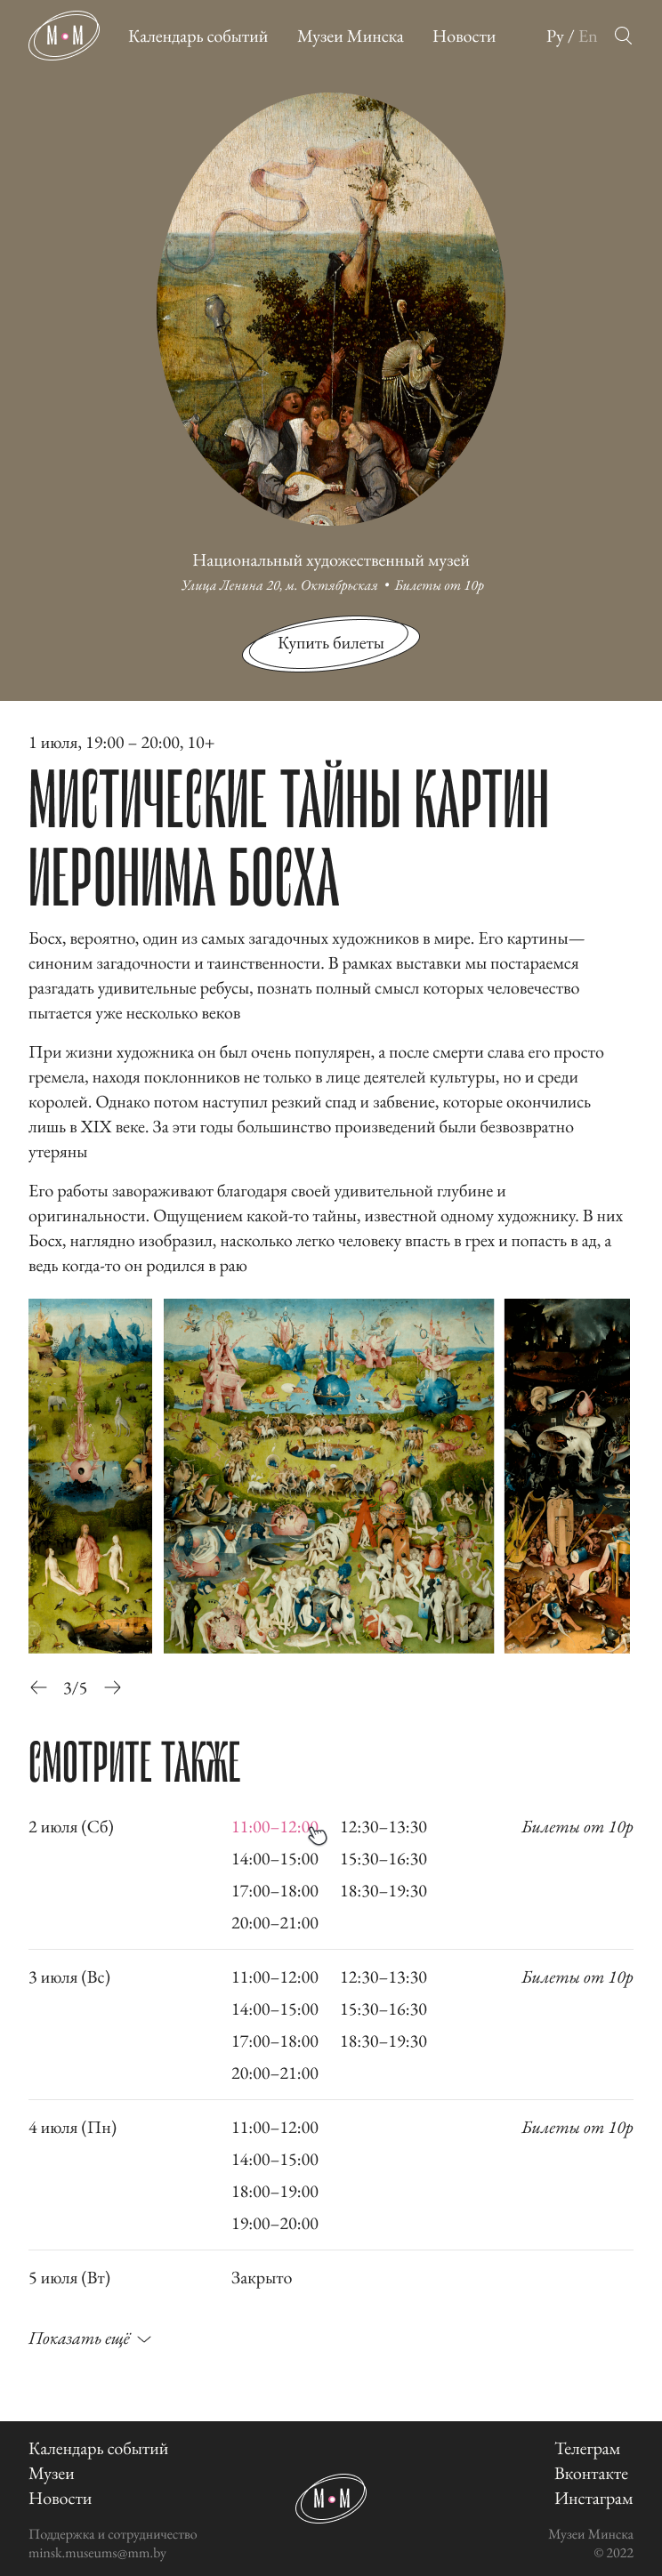 М•М
Календарь событий
Музеи Минска
Новости
Ру / En
Национальный художественный музей
Улица Ленина 20, м. Октябрьская • Билеты от 10р
Купить билеты
1 июля, 19:00 – 20:00, 10+
МИСТИЧЕСКИЕ ТАЙНЫ КАРТИН
ИЕРОНИМА БОСХА
Босх, вероятно, один из самых загадочных художников в мире. Его картины—
синоним загадочности и таинственности. В рамках выставки мы постараемся
разгадать удивительные ребусы, познать полный смысл которых человечество
пытается уже несколько веков
При жизни художника он был очень популярен, а после смерти слава его просто
гремела, находя поклонников не только в лице деятелей культуры, но и среди
королей. Однако потом наступил резкий спад и забвение, которые окончились
лишь в XIX веке. За эти годы большинство произведений были безвозвратно
утеряны
Его работы завораживают благодаря своей удивительной глубине и
оригинальности. Ощущением какой-то тайны, известной одному художнику. В них
Босх, наглядно изобразил, насколько легко человеку впасть в грех и попасть в ад, а
ведь когда-то он родился в раю
← 3/5 →
СМОТРИТЕ ТАКЖЕ
2 июля (Сб) 11:00–12:00 12:30–13:30 Билеты от 10р
14:00–15:00 15:30–16:30
17:00–18:00 18:30–19:30
20:00–21:00
3 июля (Вс) 11:00–12:00 12:30–13:30 Билеты от 10р
14:00–15:00 15:30–16:30
17:00–18:00 18:30–19:30
20:00–21:00
4 июля (Пн) 11:00–12:00 Билеты от 10р
14:00–15:00
18:00–19:00
19:00–20:00
5 июля (Вт) Закрыто
Показать ещё
Календарь событий
Музеи
Новости
Поддержка и сотрудничество
minsk.museums@mm.by
М•М
Телеграм
Вконтакте
Инстаграм
Музеи Минска
© 2022